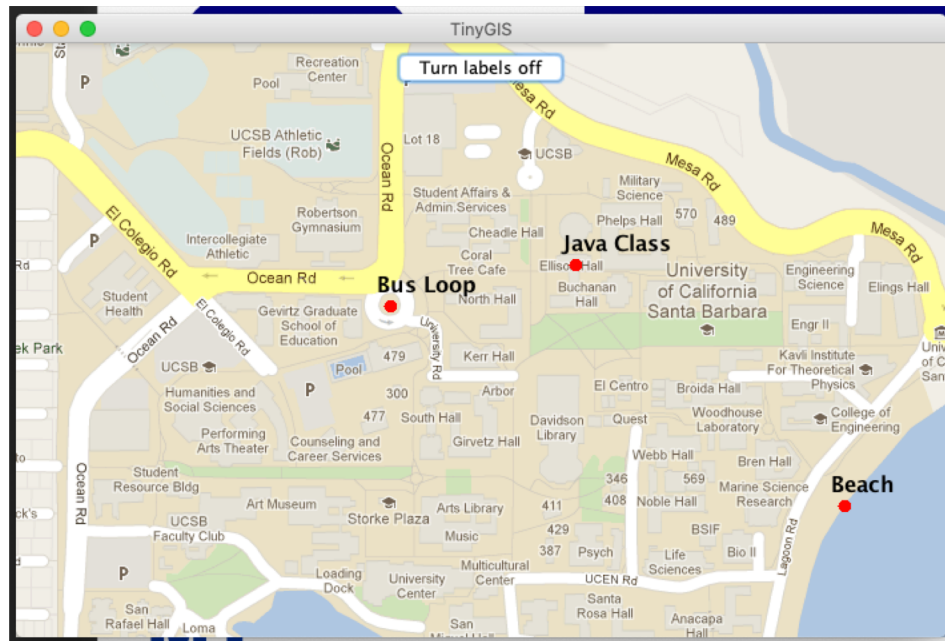 TinyGIS
Turn labels off
Recreation
Center
Pool
P
P
UCSB Athletic
Fields (Rob)
Lot 18
Ocean Rd
Mesa Rd
UCSB
Mesa Rd
Military
Science
Student Affairs &
Admin.Services
Phelps Hall
570
489
Robertson
Gymnasium
Cheadle Hall
Mesa Rd
El Colegio Rd
Intercollegiate
Athletic
Coral
Tree Cafe
Java Class
Ellison Hall
University
of California
Santa Barbara
Engineering
Science
Elings Hall
Rd
Ocean Rd
Bus Loop
North Hall
Buchanan
Hall
Student
Health
Gevirtz Graduate
School of
Education
El Colegio Rd
University Rd
Engr II
Ocean Rd
ek Park
479
Kerr Hall
Kavli Institute
For Theoretical
Physics
UCSB
Pool
P
300
Arbor
El Centro
Broida Hall
Humanities and
Social Sciences
477
South Hall
Davidson
Library
Quest
Woodhouse
Laboratory
College of
Engineering
Performing
Arts Theater
Counseling and
Career Services
Girvetz Hall
Webb Hall
Bren Hall
Student
Resource Bldg
346
569
Marine Science
Research
Beach
Ocean Rd
Art Museum
Storke Plaza
Arts Library
411
408
Noble Hall
UCSB
Faculty Club
Music
429
BSIF
Lagoon Rd
387
Psych
Life
Sciences
Bio II
P
Loading
Dock
University
Center
Multicultural
Center
UCEN Rd
San
Rafael Hall
Loma
San
Santa
Rosa Hall
Anacapa
Hall